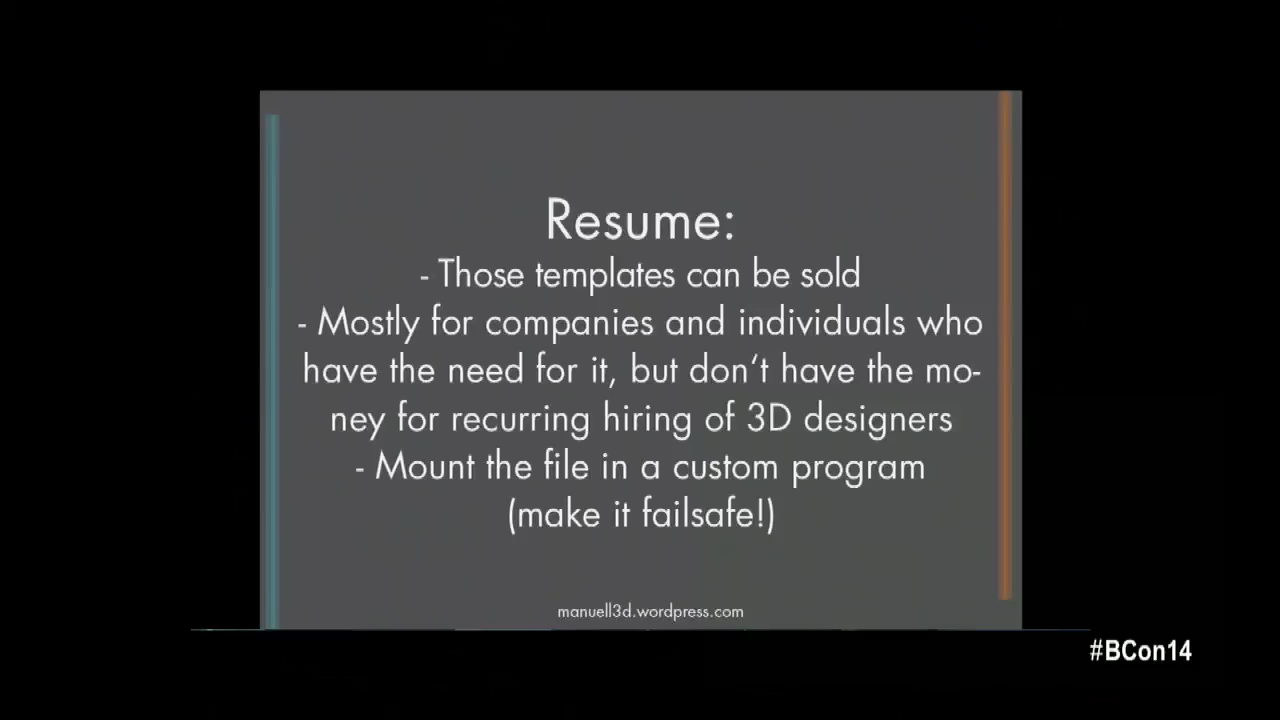 Resume:
- Those templates can be sold
- Mostly for companies and individuals who
have the need for it, but don‘t have the mo-
ney for recurring hiring of 3D designers
- Mount the file in a custom program
(make it failsafe!)
manuell3d.wordpress.com
#BCon14